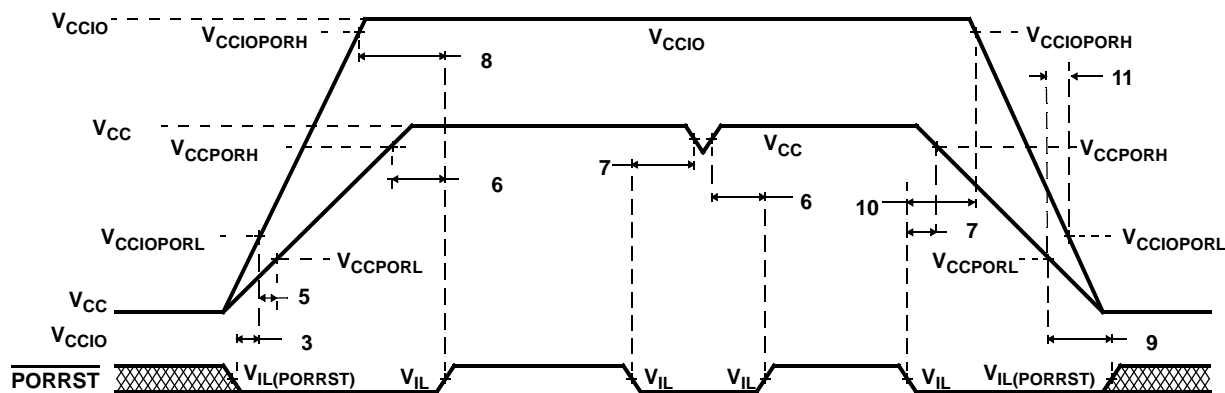 VCCIO
VCCIOPORH
VCCIO
VCCIOPORH
8
11
VCC
VCCPORH
VCC
VCCPORH
6
7
6
10
7
VCCIOPORL
VCCIOPORL
VCCPORL
VCCPORL
VCC
5
VCCIO
3
9
PORRST
VIL(PORRST)
VIL
VIL
VIL
VIL
VIL(PORRST)